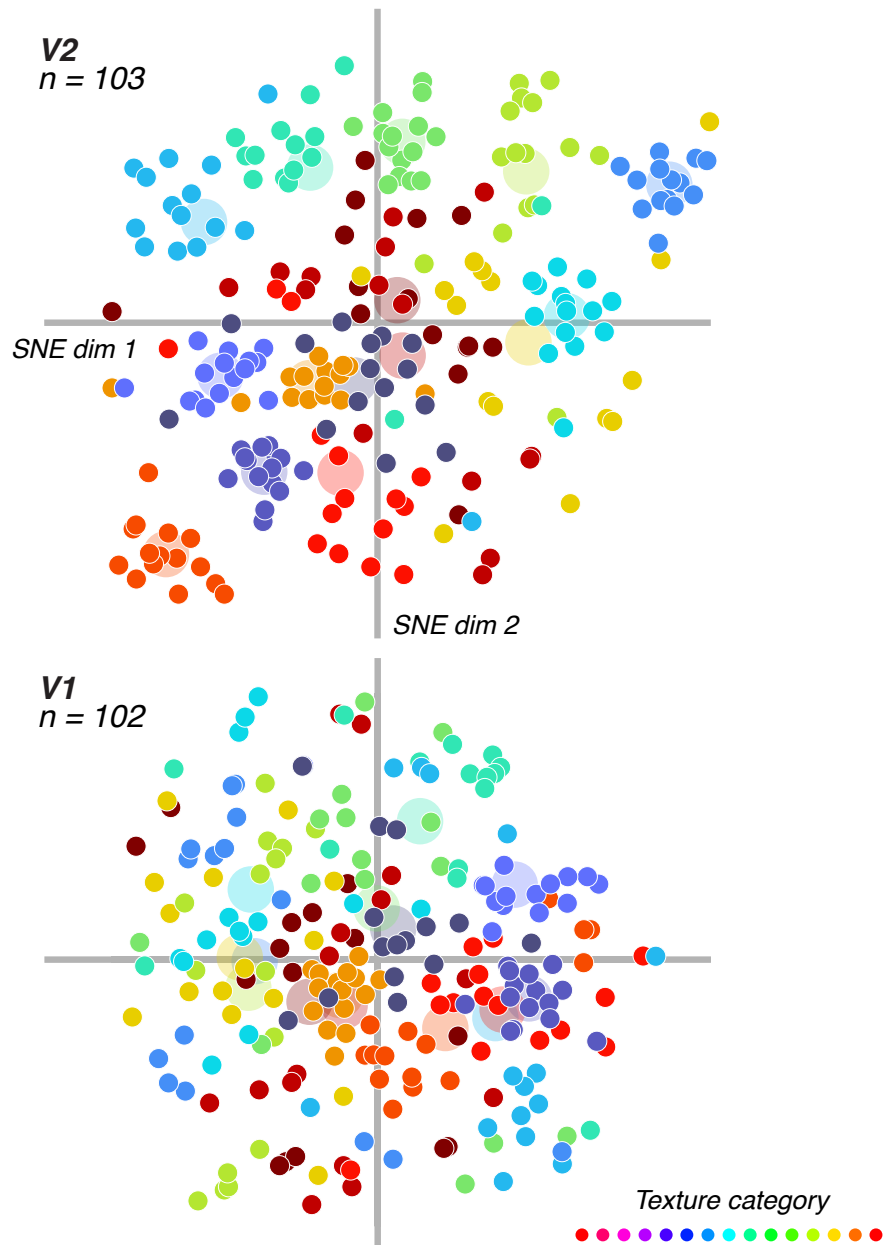 V2
n = 103
SNE dim 1
SNE dim 2
V1
n = 102
Texture category